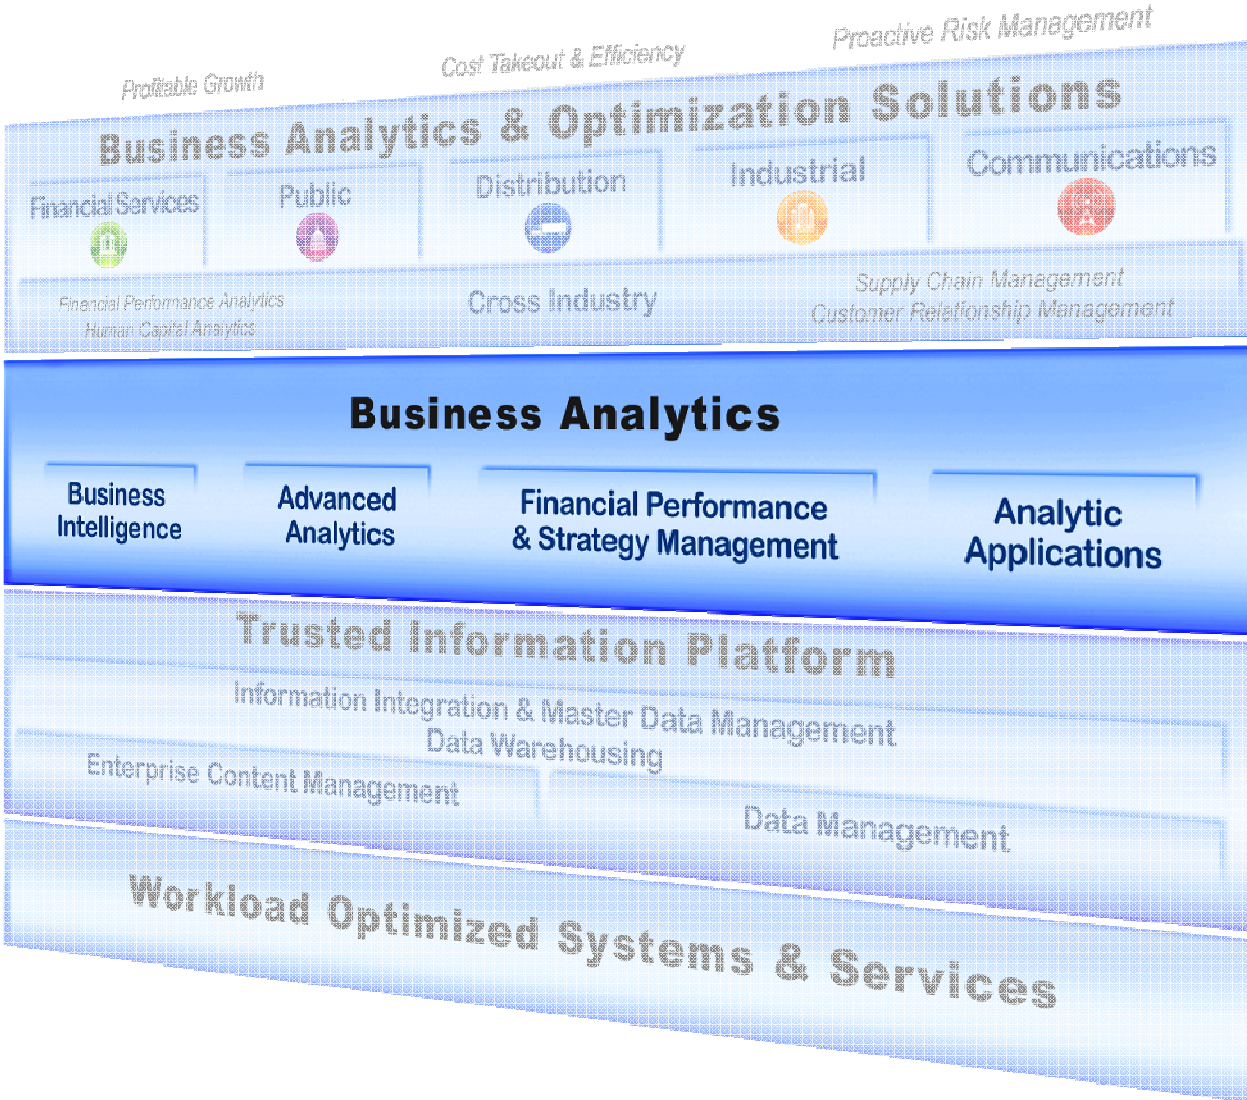 Profitable Growth
Cost Takeout & Efficiency
Proactive Risk Management
Business Analytics & Optimization Solutions
Financial Services
Public
Distribution
Industrial
Communications
Financial Performance Analytics
Human Capital Analytics
Cross Industry
Supply Chain Management
Customer Relationship Management
Business Analytics
Business
Intelligence
Advanced
Analytics
Financial Performance
& Strategy Management
Analytic
Applications
Trusted Information Platform
Information Integration & Master Data Management
Data Warehousing
Enterprise Content Management
Data Management
Workload Optimized Systems & Services